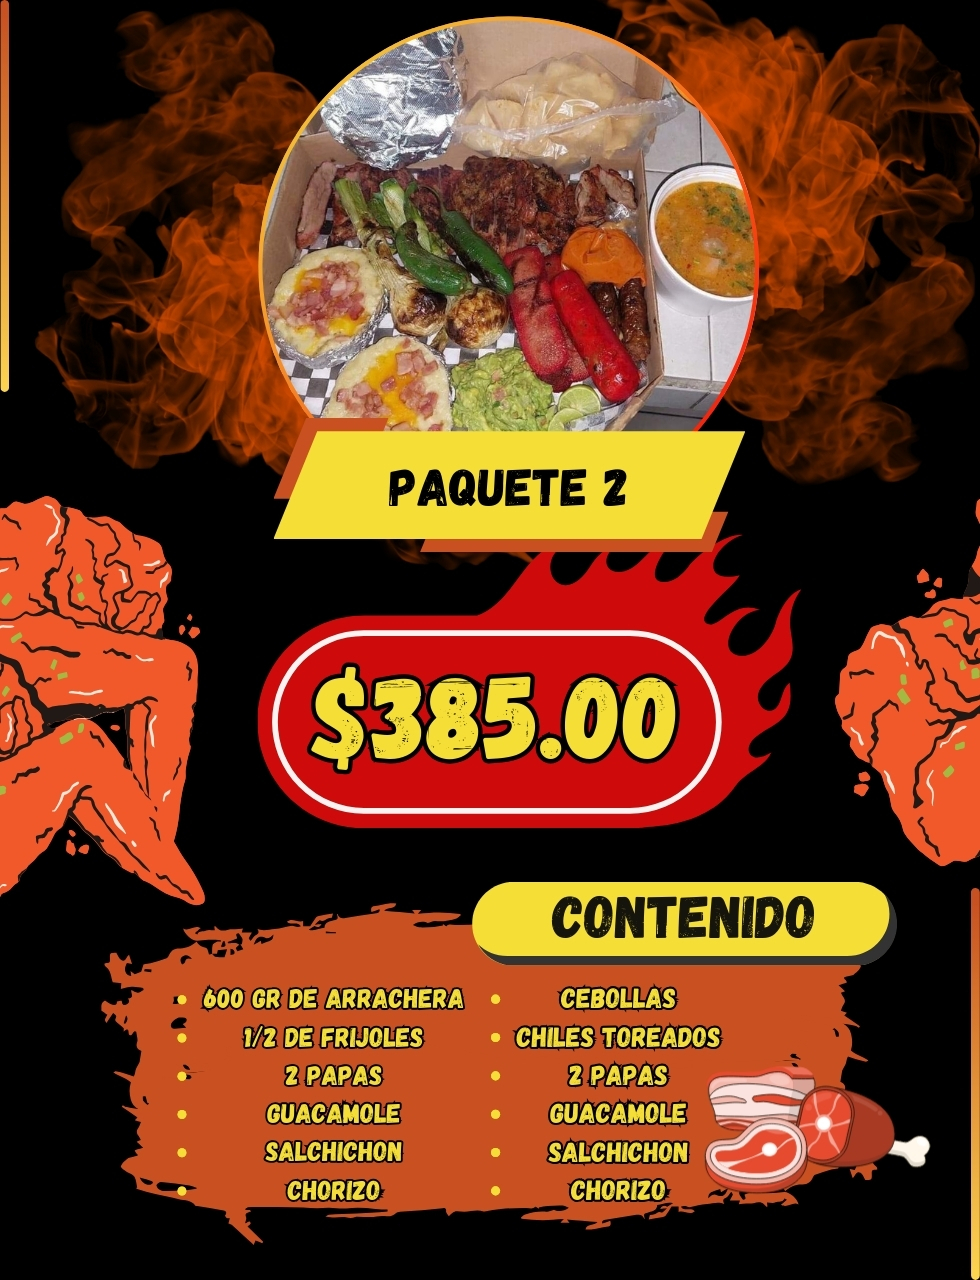 PAQUETE 2
$385.00
CONTENIDO
600 GR DE ARRACHERA
1/2 DE FRIJOLES
2 PAPAS
GUACAMOLE
SALCHICHON
CHORIZO
CEBOLLAS
CHILES TOREADOS
2 PAPAS
GUACAMOLE
SALCHICHON
CHORIZO